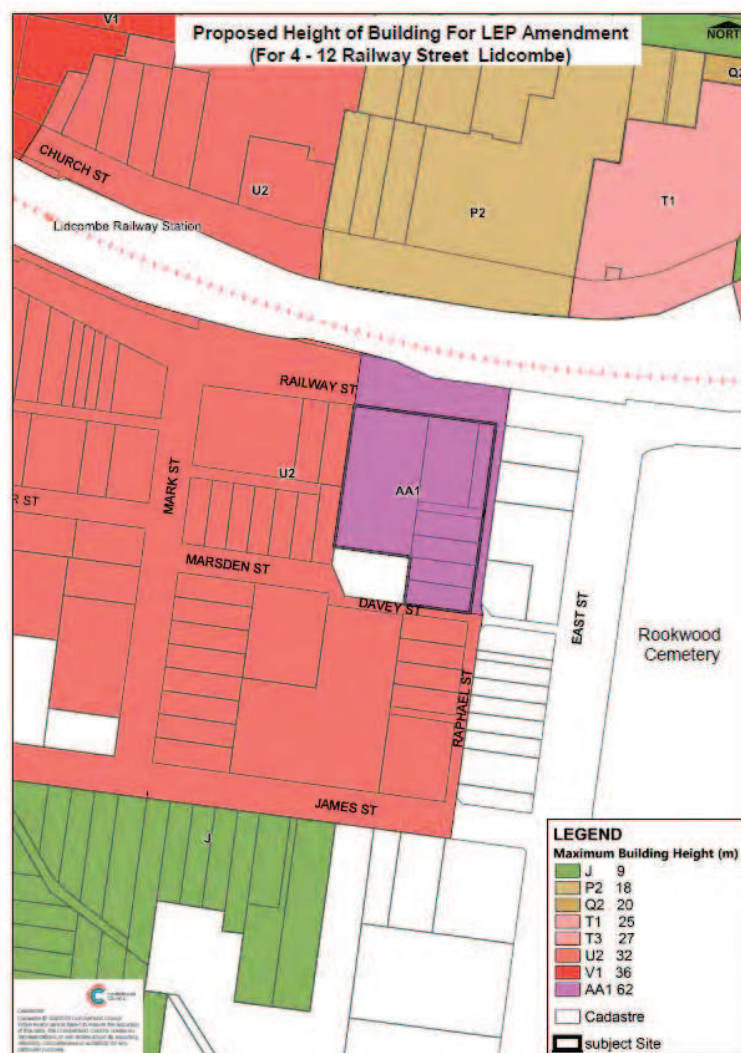 Proposed Height of Building For LEP Amendment
(For 4 - 12 Railway Street Lidcombe)
V1
NORTH
Q2
CHURCH ST
U2
T1
P2
Lidcombe Railway Station
RAILWAY ST
U2
AA1
MARK ST
R ST
MARSDEN ST
DAVEY ST
EAST ST
Rookwood
Cemetery
RAPHAEL ST
JAMES ST
J
LEGEND
Maximum Building Height (m)
J 9
P2 18
Q2 20
T1 25
T3 27
U2 32
V1 36
AA1 62
Cadastre
subject Site
CUMBERLAND
COUNCIL